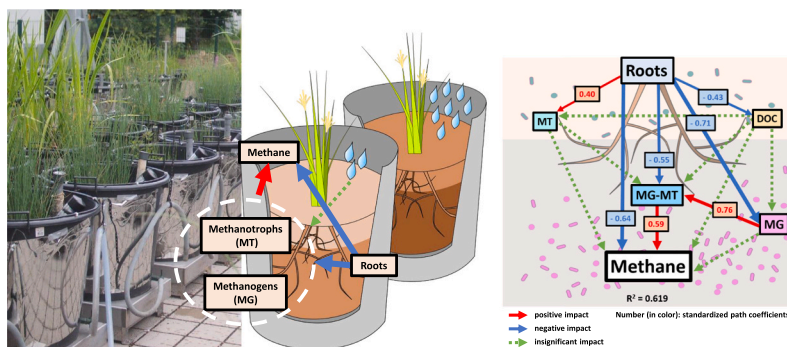 Methane
Methanotrophs
(MT)
Methanogens
(MG)
Roots
Roots
0.40
- 0.43
- 0.71
MT
DOC
- 0.55
MG-MT
0.76
- 0.64
0.59
MG
Methane
R² = 0.619
positive impact
Number (in color): standardized path coefficients
negative impact
insignificant impact